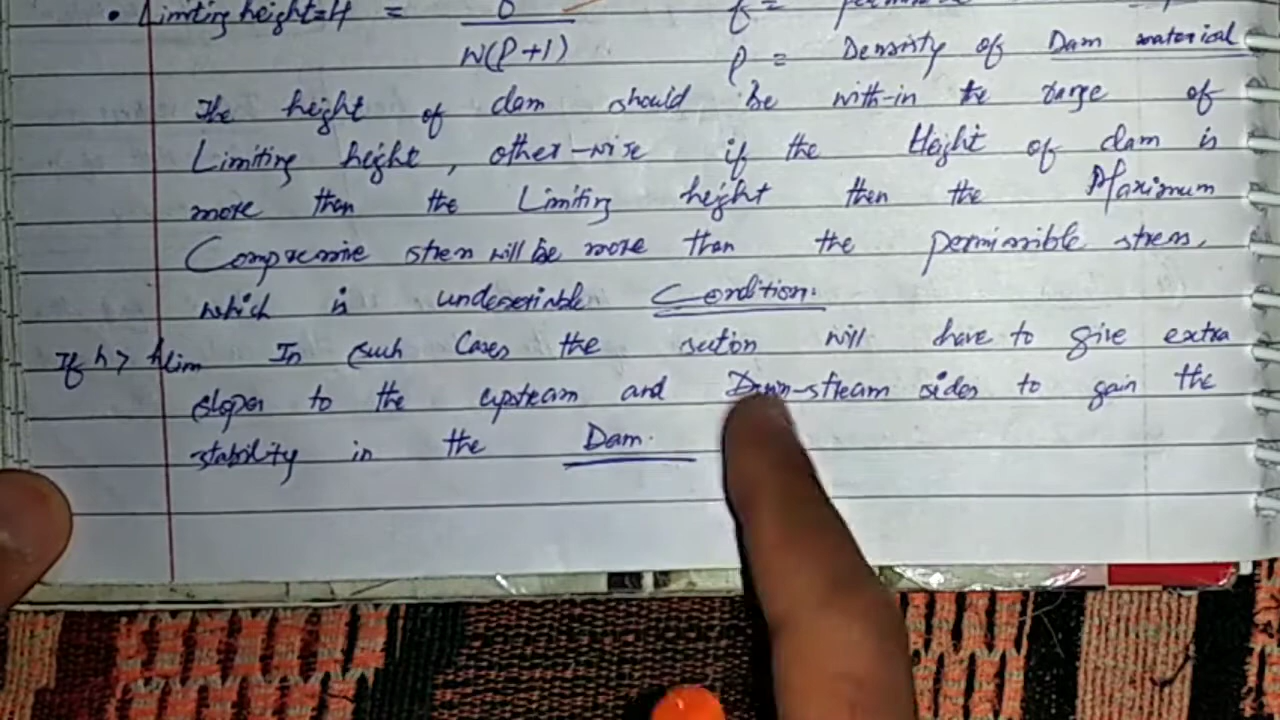 • Limiting height = H =
w(ρ+1)
ρ = Density of Dam material
The height of dam should be with-in the range of
Limiting height, other-wise if the Height of dam is
more than the Limiting height then the Maximum
Compressive stress will be more than the permissible stress,
which is undesirable Condition.
If h > hlim In such Cases the section will have to give extra
slopes to the upsteam and Down-steam sides to gain the
stability in the Dam.